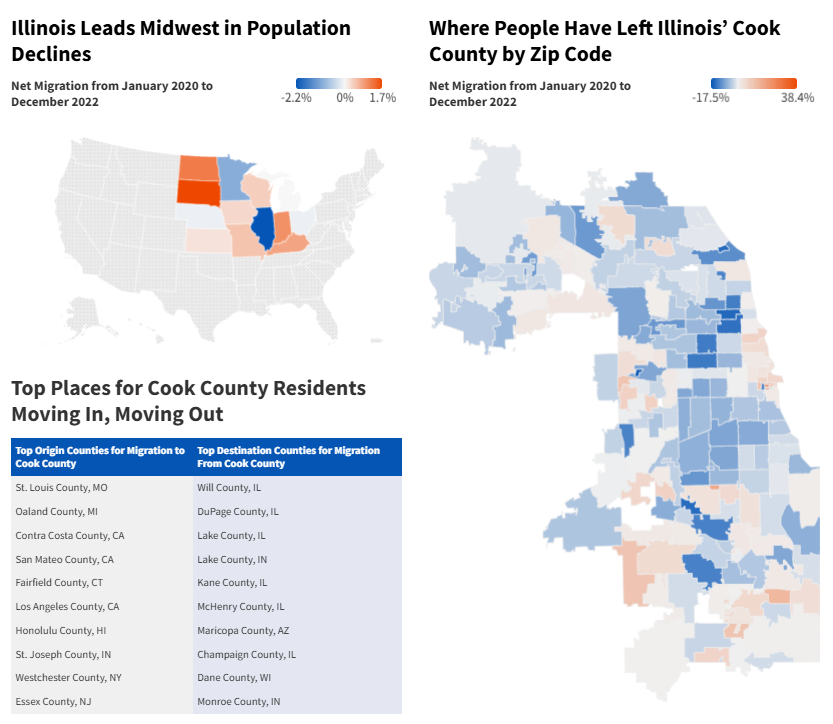 Illinois Leads Midwest in Population
Declines
Net Migration from January 2020 to
December 2022
-2.2% 0% 1.7%
Top Places for Cook County Residents
Moving In, Moving Out
Top Origin Counties for Migration to
Cook County
Top Destination Counties for Migration
From Cook County
St. Louis County, MO
Will County, IL
Oaland County, MI
DuPage County, IL
Contra Costa County, CA
Lake County, IL
San Mateo County, CA
Lake County, IN
Fairfield County, CT
Kane County, IL
Los Angeles County, CA
McHenry County, IL
Honolulu County, HI
Maricopa County, AZ
St. Joseph County, IN
Champaign County, IL
Westchester County, NY
Dane County, WI
Essex County, NJ
Monroe County, IN
Where People Have Left Illinois’ Cook
County by Zip Code
Net Migration from January 2020 to
December 2022
-17.5% 38.4%